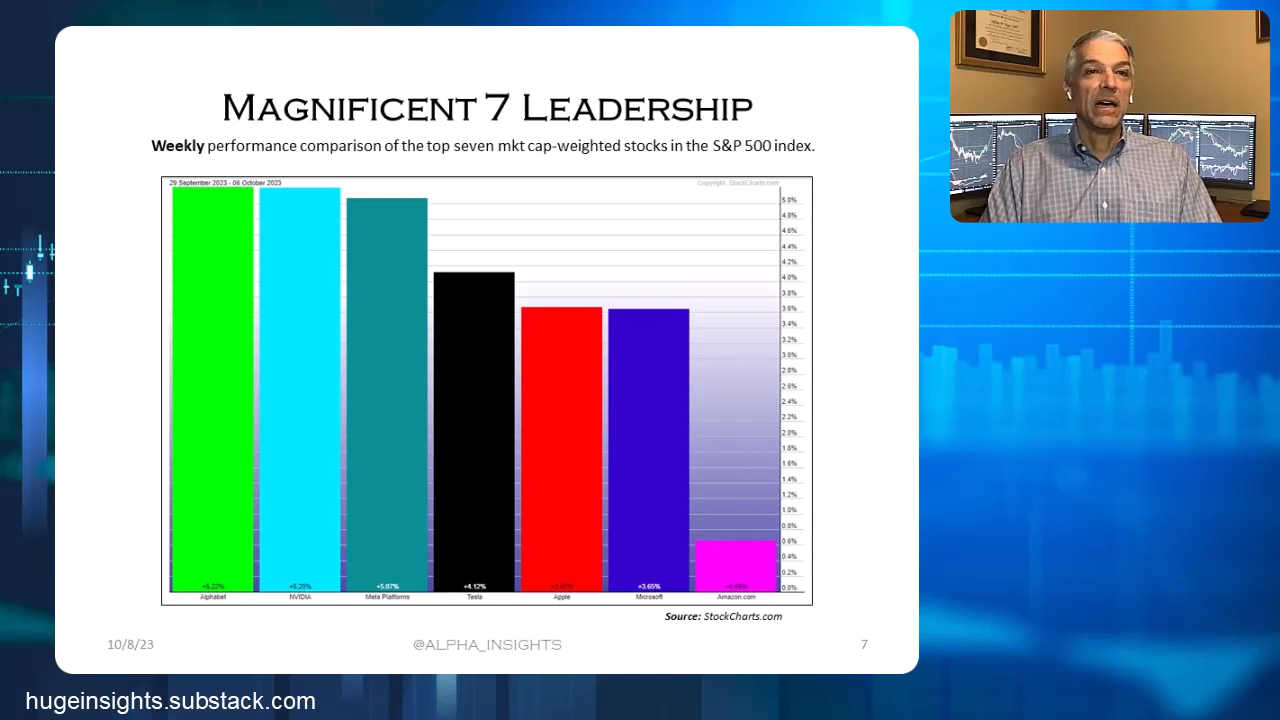 Magnificent 7 Leadership
Weekly performance comparison of the top seven mkt cap-weighted stocks in the S&P 500 index.
29 September 2023 - 06 October 2023
Copyright, StockCharts.com
5.0%
4.8%
4.6%
4.4%
4.2%
4.0%
3.8%
3.6%
3.4%
3.2%
3.0%
2.8%
2.6%
2.4%
2.2%
2.0%
1.8%
1.6%
1.4%
1.2%
1.0%
0.8%
0.6%
0.4%
0.2%
0.0%
+5.22% +5.20% +5.07% +4.12% +3.67% +3.65%
Alphabet NVIDIA Meta Platforms Tesla Apple Microsoft Amazon.com
Source: StockCharts.com
10/8/23 @ALPHA_INSIGHTS 7
hugeinsights.substack.com